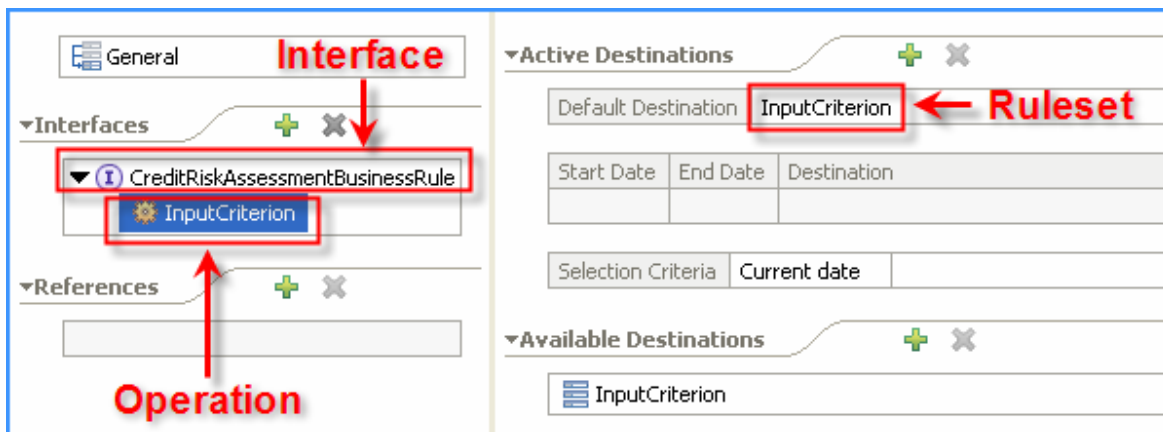 General
Interface
Interfaces
CreditRiskAssessmentBusinessRule
InputCriterion
References
Operation
Active Destinations
Default Destination InputCriterion
Ruleset
Start Date End Date Destination
Selection Criteria Current date
Available Destinations
InputCriterion